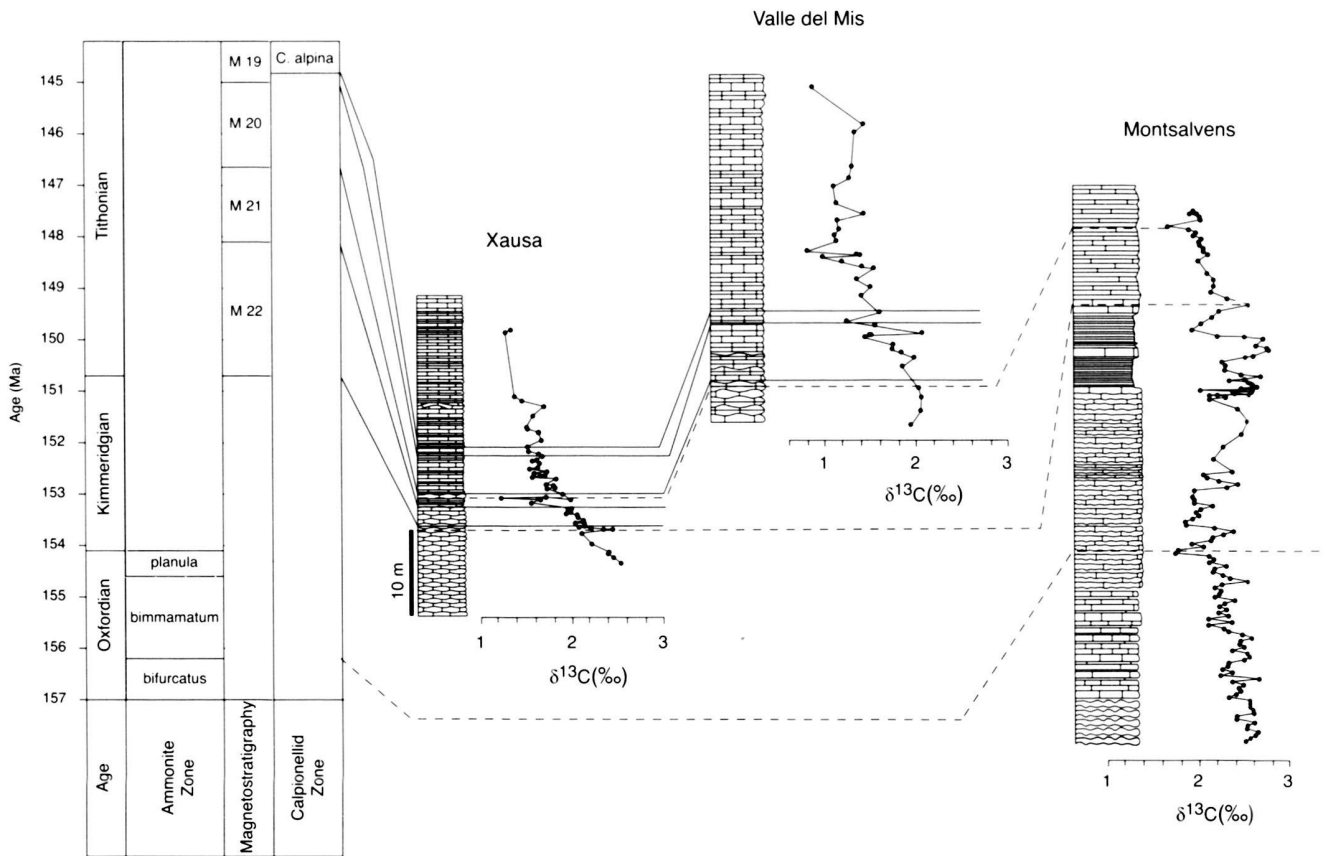 Valle del Mis
Xausa
Montsalvens
Age (Ma)
145
146
147
148
149
150
151
152
153
154
155
156
157
Tithonian
Kimmeridgian
Oxfordian
planula
bimmamatum
bifurcatus
M 19
M 20
M 21
M 22
C. alpina
Age
Ammonite
Zone
Magnetostratigraphy
Calpionellid
Zone
10 m
1 2 3
δ¹³C(‰)
1 2 3
δ¹³C(‰)
1 2 3
δ¹³C(‰)